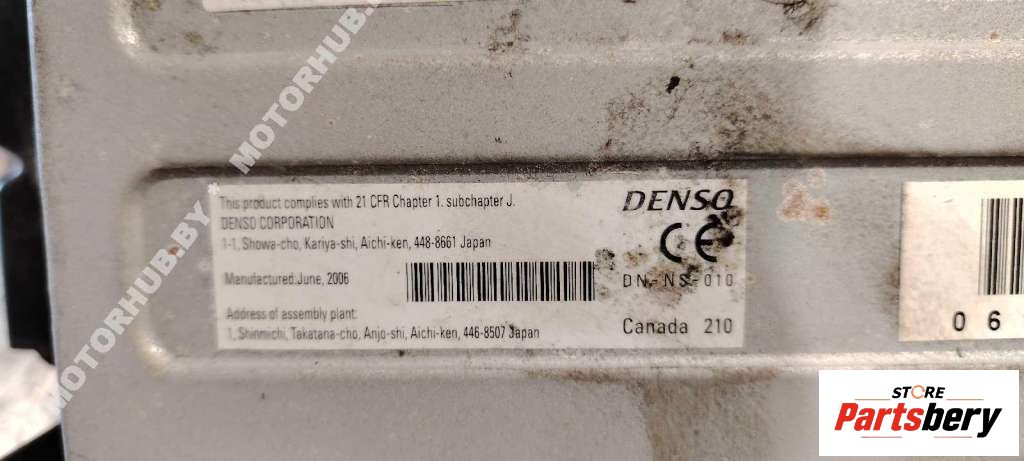 This product complies with 21 CFR Chapter 1. subchapter J.
DENSO CORPORATION
1-1, Showa-cho, Kariya-shi, Aichi-ken, 448-8661 Japan
Manufactured:June, 2006
Address of assembly plant:
1, Shinmichi, Takatana-cho, Anjo-shi, Aichi-ken, 446-8507 Japan
DENSO
CE
DN-NS-010
Canada 210
0 6
MOTORHUB.BY MOTORHUB.BY
STORE
Partsbery